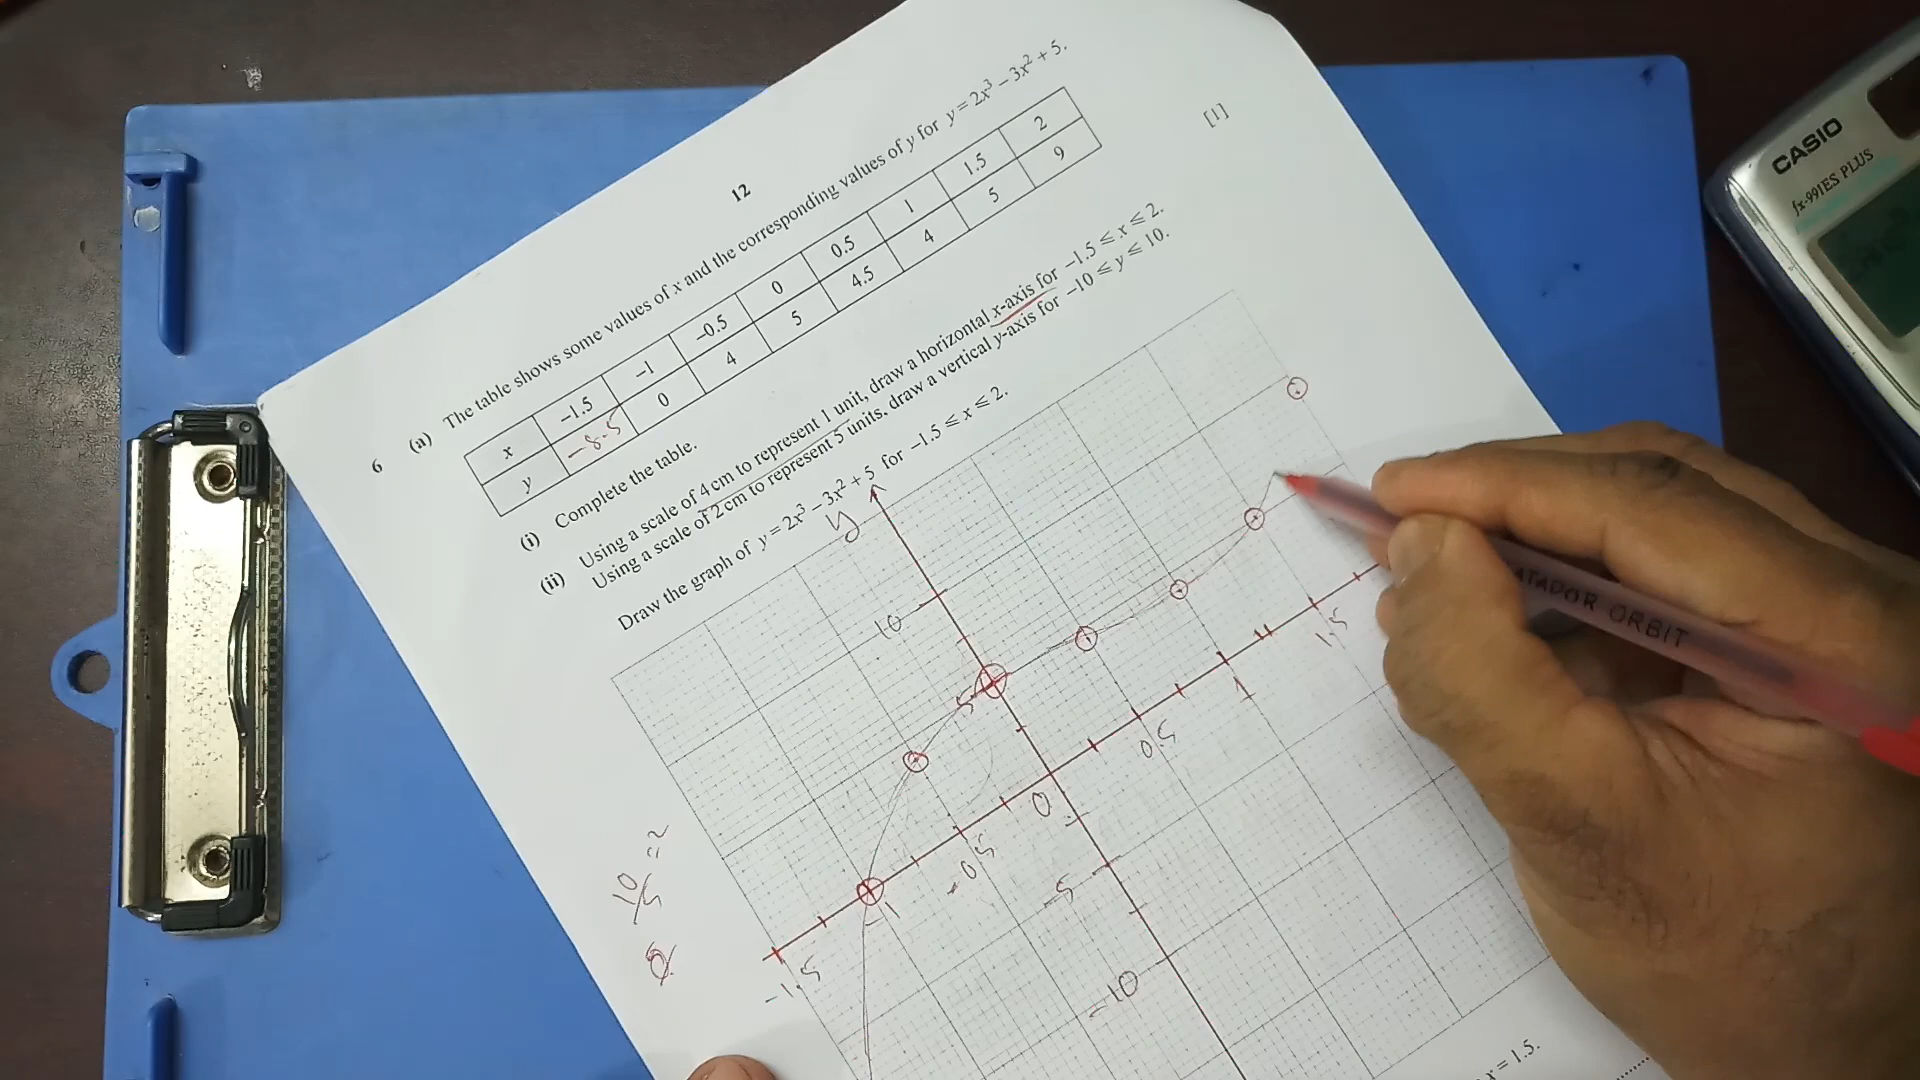 12
6 (a) The table shows some values of x and the corresponding values of y for y = 2x³ − 3x² + 5.
x −1.5 −1 −0.5 0 0.5 1 1.5 2
y −8.5 0 4 5 4.5 4 5 9
(i) Complete the table. [1]
(ii) Using a scale of 4 cm to represent 1 unit, draw a horizontal x-axis for −1.5 ≤ x ≤ 2.
Using a scale of 2 cm to represent 5 units, draw a vertical y-axis for −10 ≤ y ≤ 10.
Draw the graph of y = 2x³ − 3x² + 5 for −1.5 ≤ x ≤ 2.
y
10
5
-1.5 -1 -0.5 0 0.5 1 1.5
-5
-10
10/5 = 2
x = 1.5.
CASIO
fx-991ES PLUS
MATADOR ORBIT